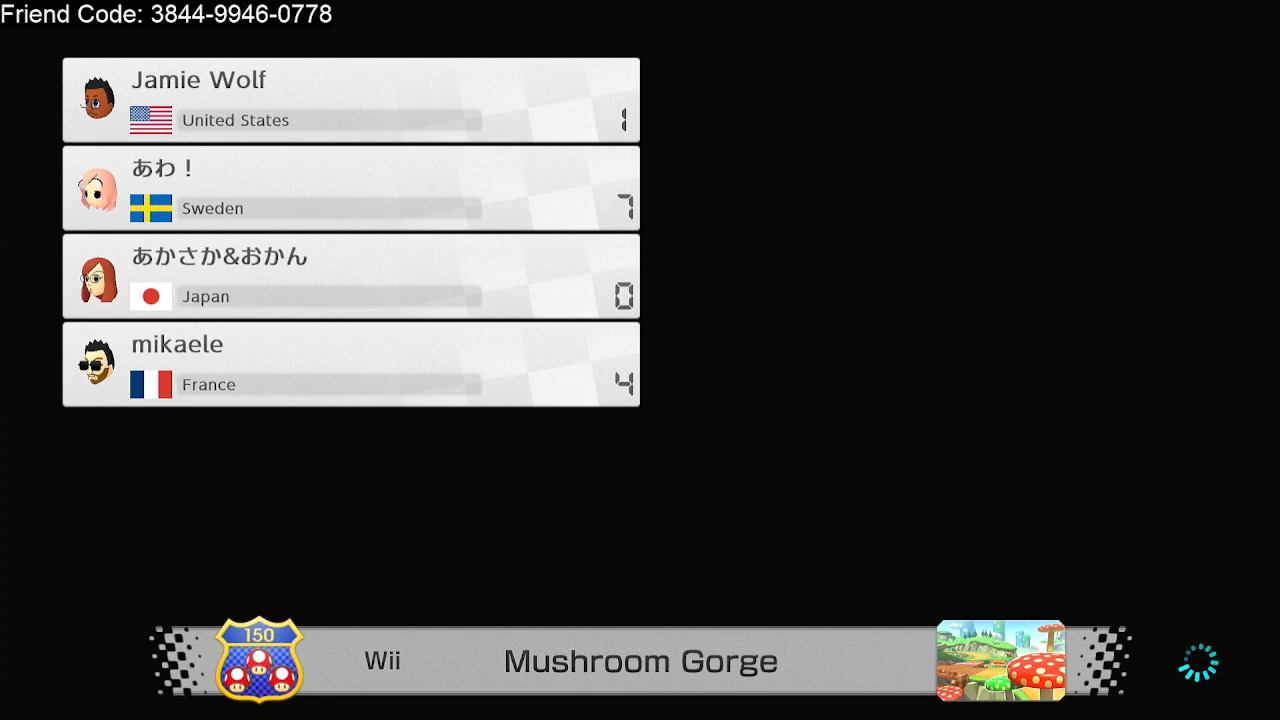 Friend Code: 3844-9946-0778
Jamie Wolf
United States 1
あわ！
Sweden 7
あかさか&おかん
Japan 0
mikaele
France 4
150
Wii Mushroom Gorge